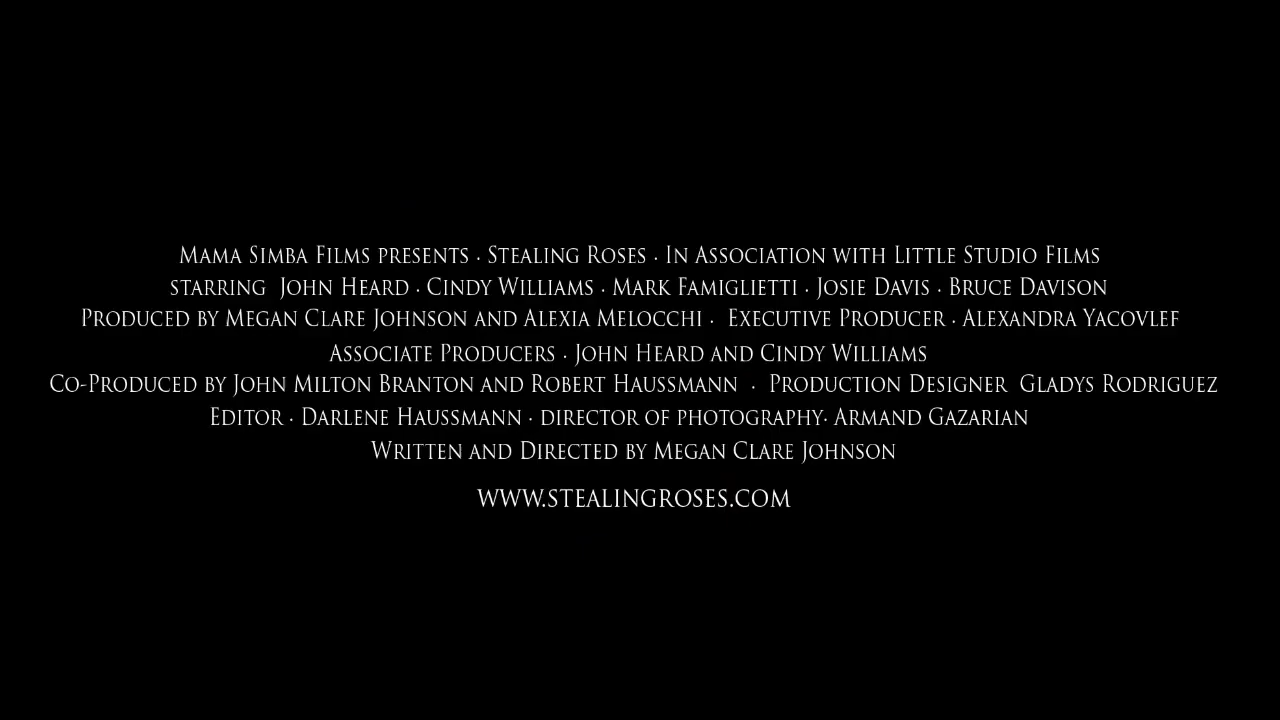 Mama Simba Films presents · Stealing Roses · In Association with Little Studio Films
starring John Heard · Cindy Williams · Mark Famiglietti · Josie Davis · Bruce Davison
Produced by Megan Clare Johnson and Alexia Melocchi · Executive Producer · Alexandra Yacovlef
Associate Producers · John Heard and Cindy Williams
Co-Produced by John Milton Branton and Robert Haussmann · Production Designer Gladys Rodriguez
Editor · Darlene Haussmann · director of photography· Armand Gazarian
Written and Directed by Megan Clare Johnson
www.stealingroses.com